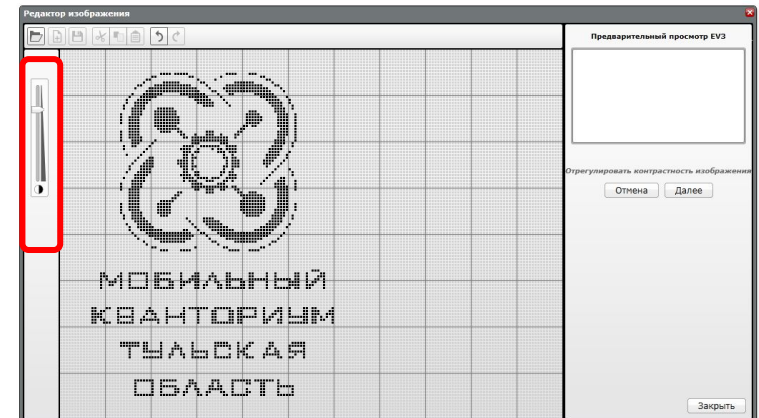 Редактор изображения
Предварительный просмотр EV3
Отрегулировать контрастность изображения
Отмена Далее
МОБИЛЬНЫЙ
КВАНТОРИУМ
ТУЛЬСКАЯ
ОБЛАСТЬ
Закрыть